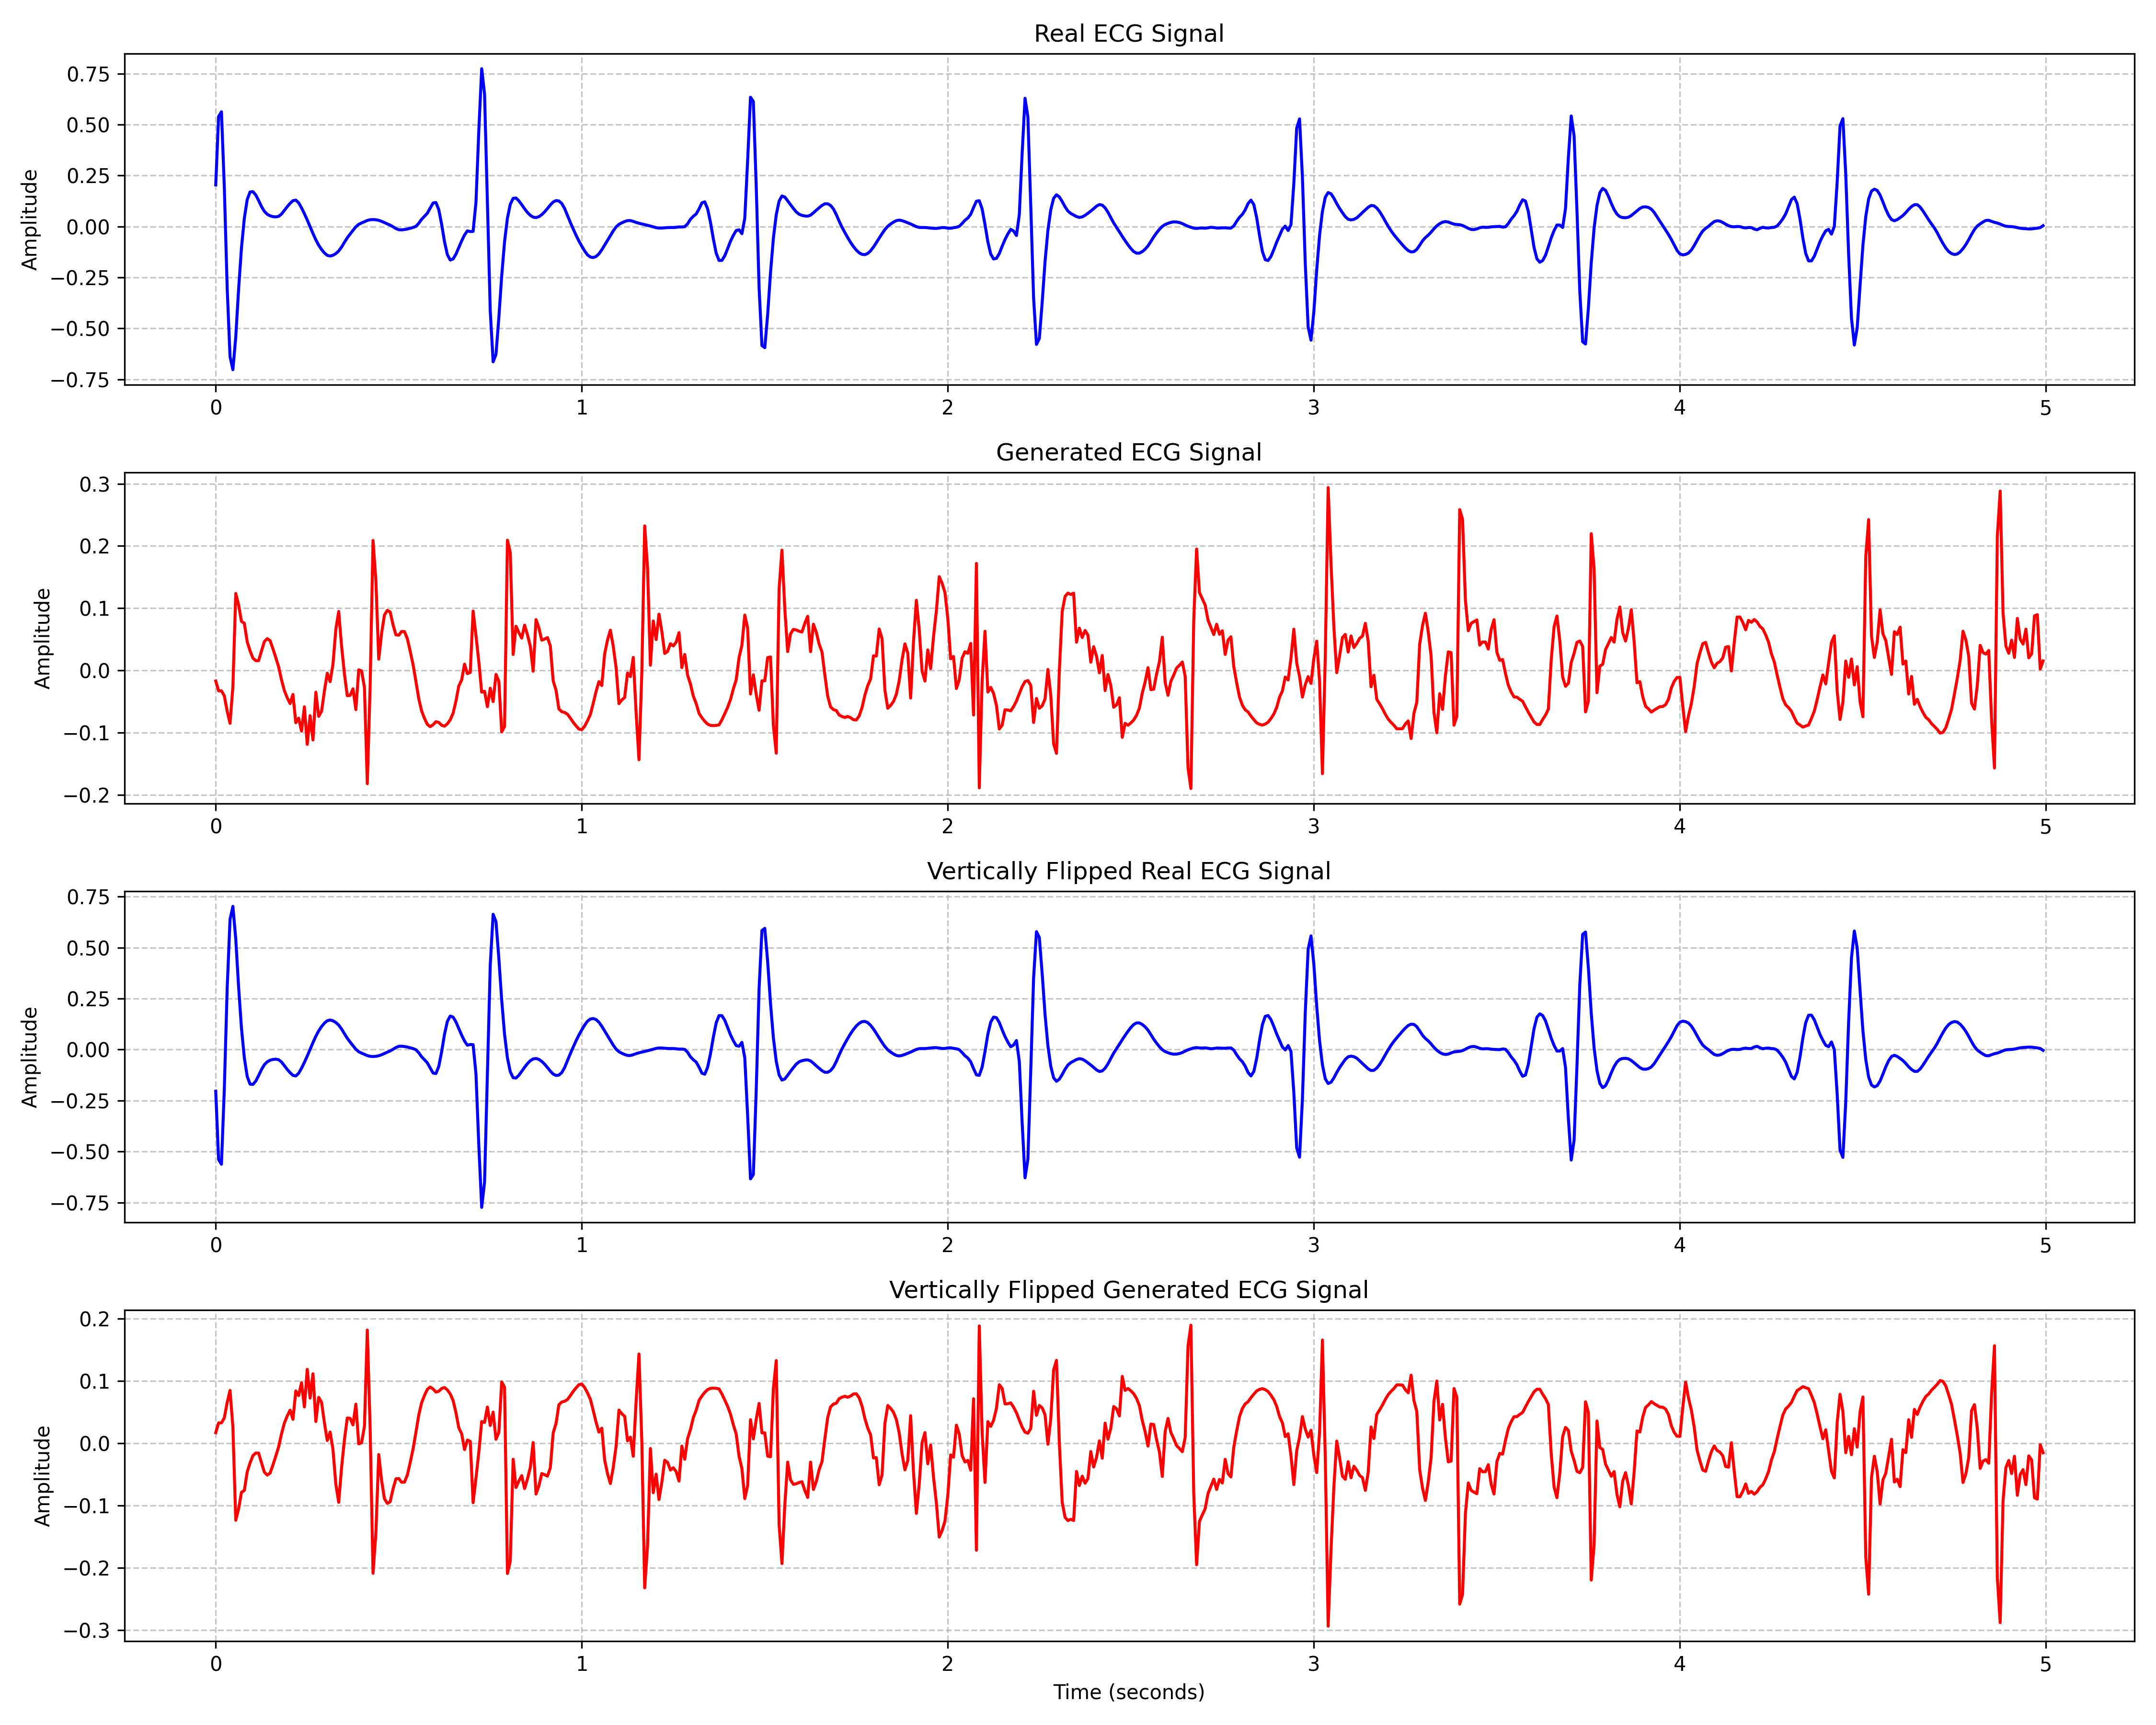 Real ECG Signal
Amplitude
0.75
0.50
0.25
0.00
−0.25
−0.50
−0.75
0 1 2 3 4 5
Generated ECG Signal
Amplitude
0.3
0.2
0.1
0.0
−0.1
−0.2
0 1 2 3 4 5
Vertically Flipped Real ECG Signal
Amplitude
0.75
0.50
0.25
0.00
−0.25
−0.50
−0.75
0 1 2 3 4 5
Vertically Flipped Generated ECG Signal
Amplitude
0.2
0.1
0.0
−0.1
−0.2
−0.3
0 1 2 3 4 5
Time (seconds)